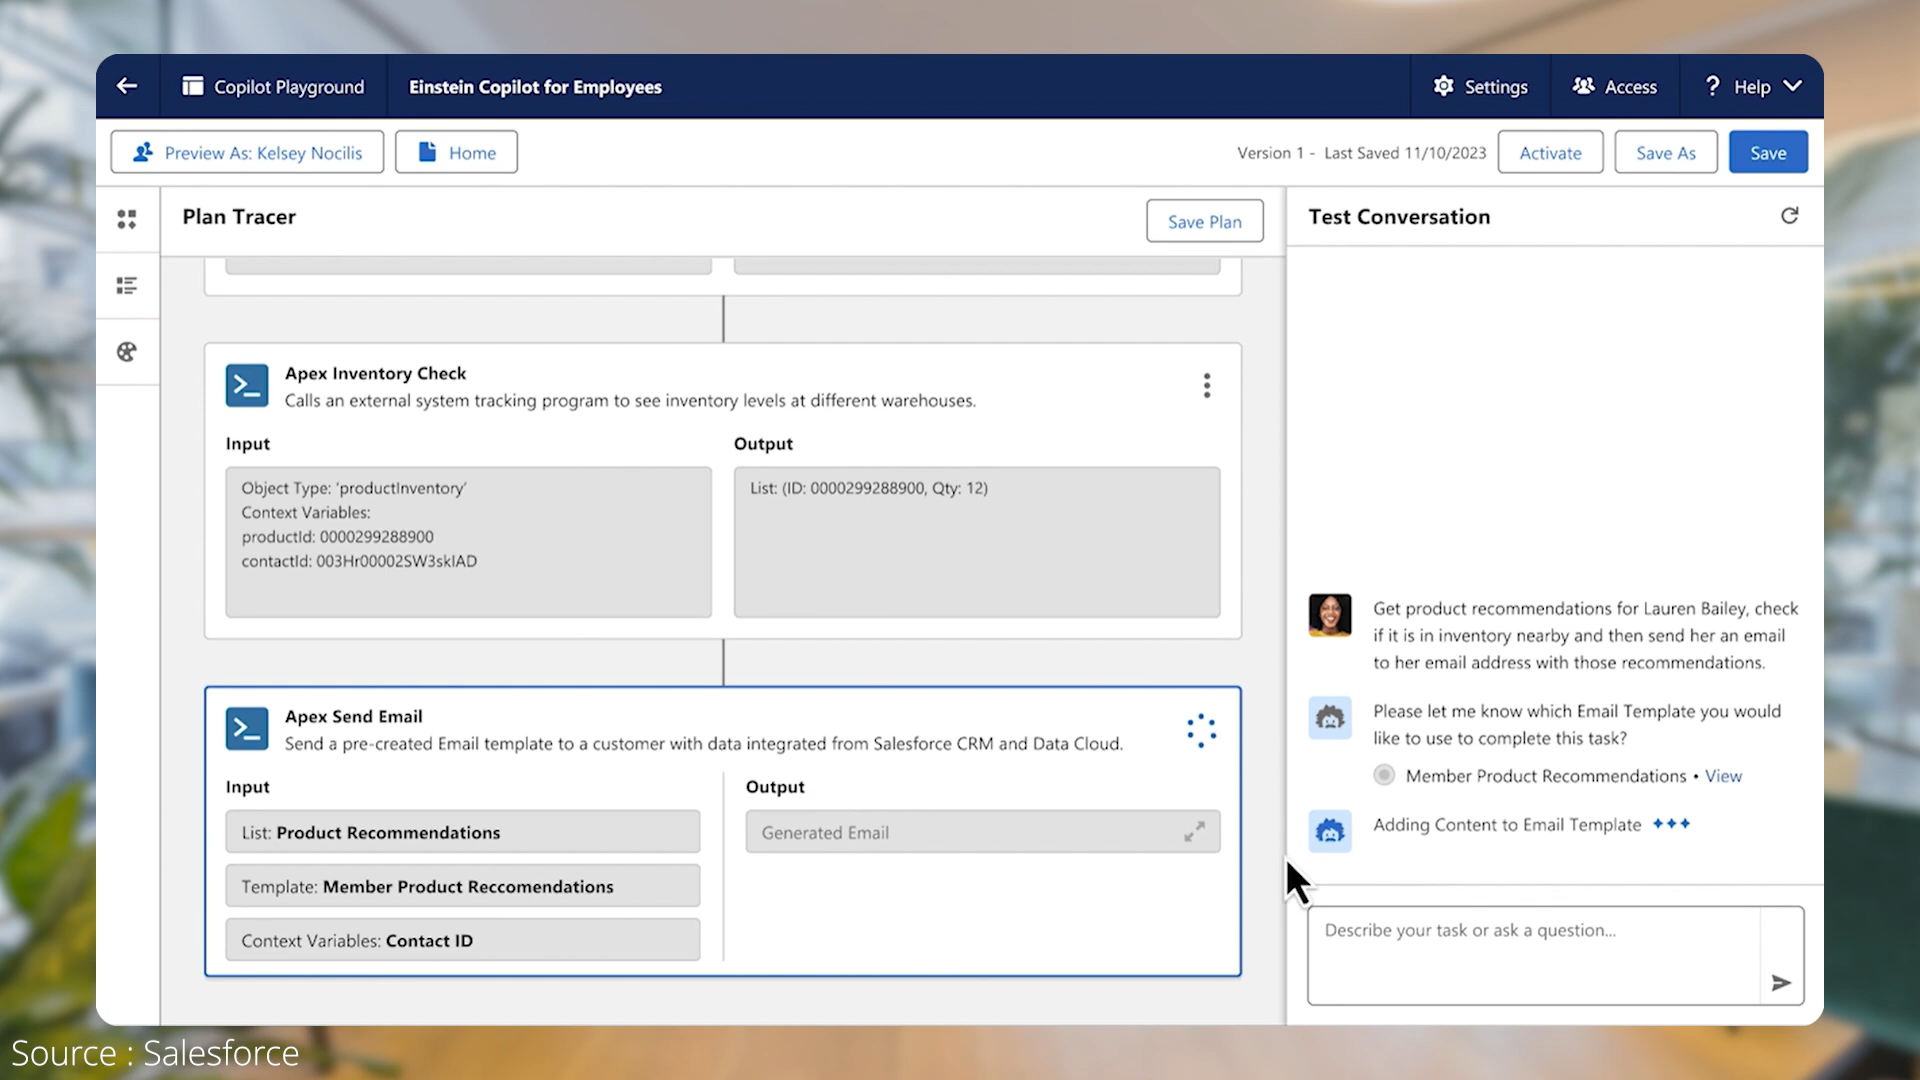 Copilot Playground
Einstein Copilot for Employees
Settings
Access
? Help
Preview As: Kelsey Nocilis
Home
Version 1 - Last Saved 11/10/2023
Activate
Save As
Save
Plan Tracer
Save Plan
Apex Inventory Check
Calls an external system tracking program to see inventory levels at different warehouses.
Input
Output
Object Type: 'productInventory'
Context Variables:
productId: 0000299288900
contactId: 003Hr00002SW3skIAD
List: (ID: 0000299288900, Qty: 12)
Apex Send Email
Send a pre-created Email template to a customer with data integrated from Salesforce CRM and Data Cloud.
Input
Output
List: Product Recommendations
Template: Member Product Reccomendations
Context Variables: Contact ID
Generated Email
Test Conversation
Get product recommendations for Lauren Bailey, check
if it is in inventory nearby and then send her an email
to her email address with those recommendations.
Please let me know which Email Template you would
like to use to complete this task?
Member Product Recommendations • View
Adding Content to Email Template
Describe your task or ask a question...
Source : Salesforce